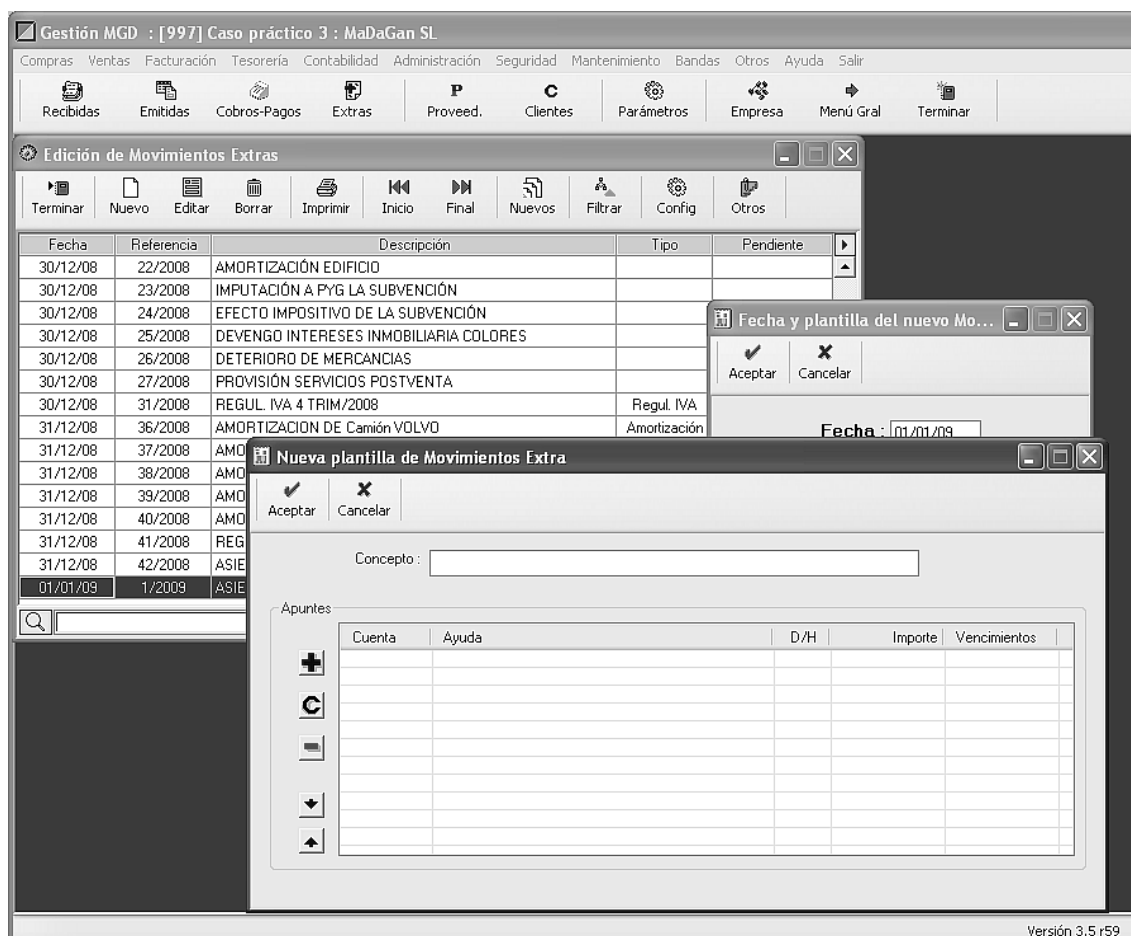 Gestión MGD : [997] Caso práctico 3 : MaDaGan SL
Compras Ventas Facturación Tesorería Contabilidad Administración Seguridad Mantenimiento Bandas Otros Ayuda Salir
Recibidas Emitidas Cobros-Pagos Extras P Proveed. C Clientes Parámetros Empresa Menú Gral Terminar
Edición de Movimientos Extras
Terminar Nuevo Editar Borrar Imprimir Inicio Final Nuevos Filtrar Config Otros
Fecha Referencia Descripción Tipo Pendiente
30/12/08 22/2008 AMORTIZACIÓN EDIFICIO
30/12/08 23/2008 IMPUTACIÓN A PYG LA SUBVENCIÓN
30/12/08 24/2008 EFECTO IMPOSITIVO DE LA SUBVENCIÓN
30/12/08 25/2008 DEVENGO INTERESES INMOBILIARIA COLORES
30/12/08 26/2008 DETERIORO DE MERCANCIAS
30/12/08 27/2008 PROVISIÓN SERVICIOS POSTVENTA
30/12/08 31/2008 REGUL. IVA 4 TRIM/2008 Regul. IVA
31/12/08 36/2008 AMORTIZACION DE Camión VOLVO Amortización
31/12/08 37/2008 AMO
31/12/08 38/2008 AMO
31/12/08 39/2008 AMO
31/12/08 40/2008 AMO
31/12/08 41/2008 REG
31/12/08 42/2008 ASIE
01/01/09 1/2009 ASIE
Fecha y plantilla del nuevo Mo...
Aceptar Cancelar
Fecha : 01/01/09
Nueva plantilla de Movimientos Extra
Aceptar Cancelar
Concepto :
Apuntes
Cuenta Ayuda D/H Importe Vencimientos
C
Versión 3.5 r59